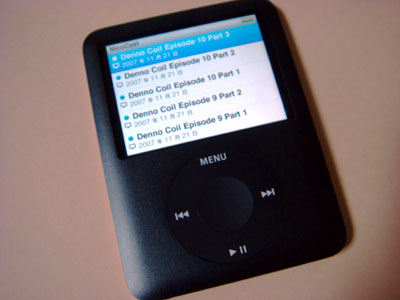 NicoCast
Denno Coil Episode 10 Part 3
2007 年 11 月 21 日
Denno Coil Episode 10 Part 2
2007 年 11 月 21 日
Denno Coil Episode 10 Part 1
2007 年 11 月 21 日
Denno Coil Episode 9 Part 2
2007 年 11 月 21 日
Denno Coil Episode 9 Part 1
2007 年 11 月 21 日
MENU